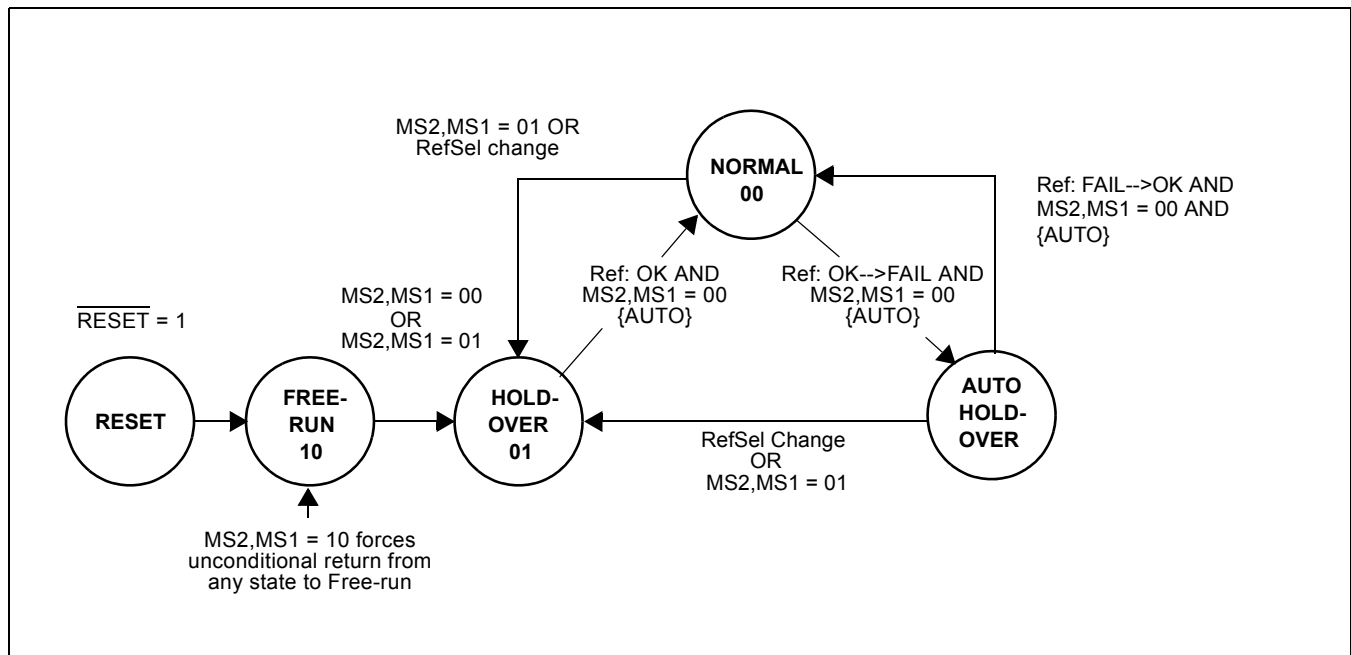 MS2,MS1 = 01 OR
RefSel change
NORMAL
00
Ref: FAIL-->OK AND
MS2,MS1 = 00 AND
{AUTO}
Ref: OK AND
MS2,MS1 = 00
{AUTO}
Ref: OK-->FAIL AND
MS2,MS1 = 00
{AUTO}
RESET = 1
MS2,MS1 = 00
OR
MS2,MS1 = 01
RESET
FREE-
RUN
10
HOLD-
OVER
01
AUTO
HOLD-
OVER
RefSel Change
OR
MS2,MS1 = 01
MS2,MS1 = 10 forces
unconditional return from
any state to Free-run